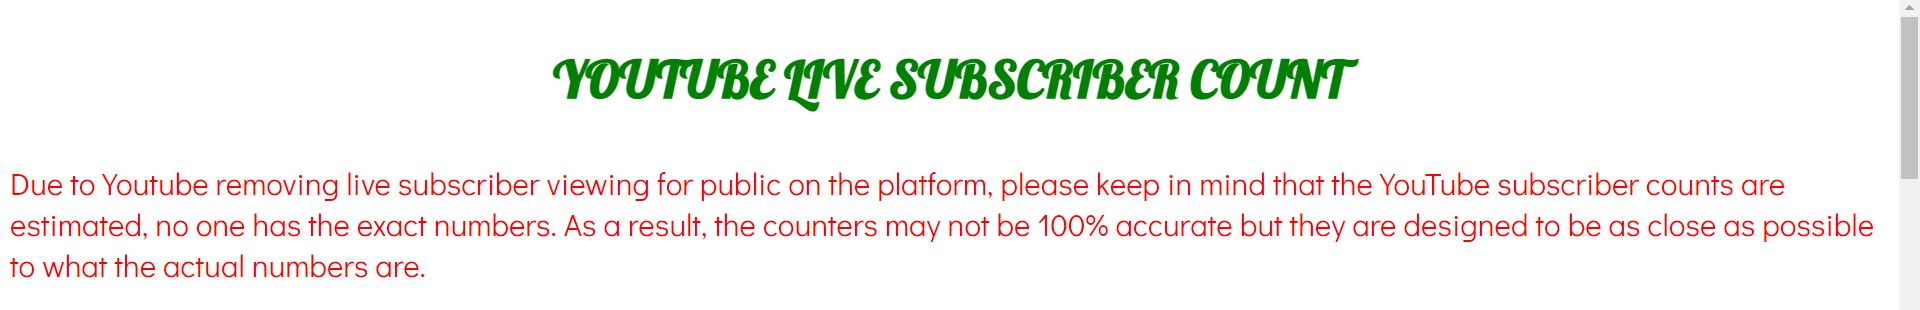 YOUTUBE LIVE SUBSCRIBER COUNT
Due to Youtube removing live subscriber viewing for public on the platform, please keep in mind that the YouTube subscriber counts are
estimated, no one has the exact numbers. As a result, the counters may not be 100% accurate but they are designed to be as close as possible
to what the actual numbers are.